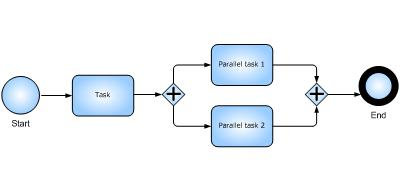 Start
Task
Parallel task 1
Parallel task 2
End